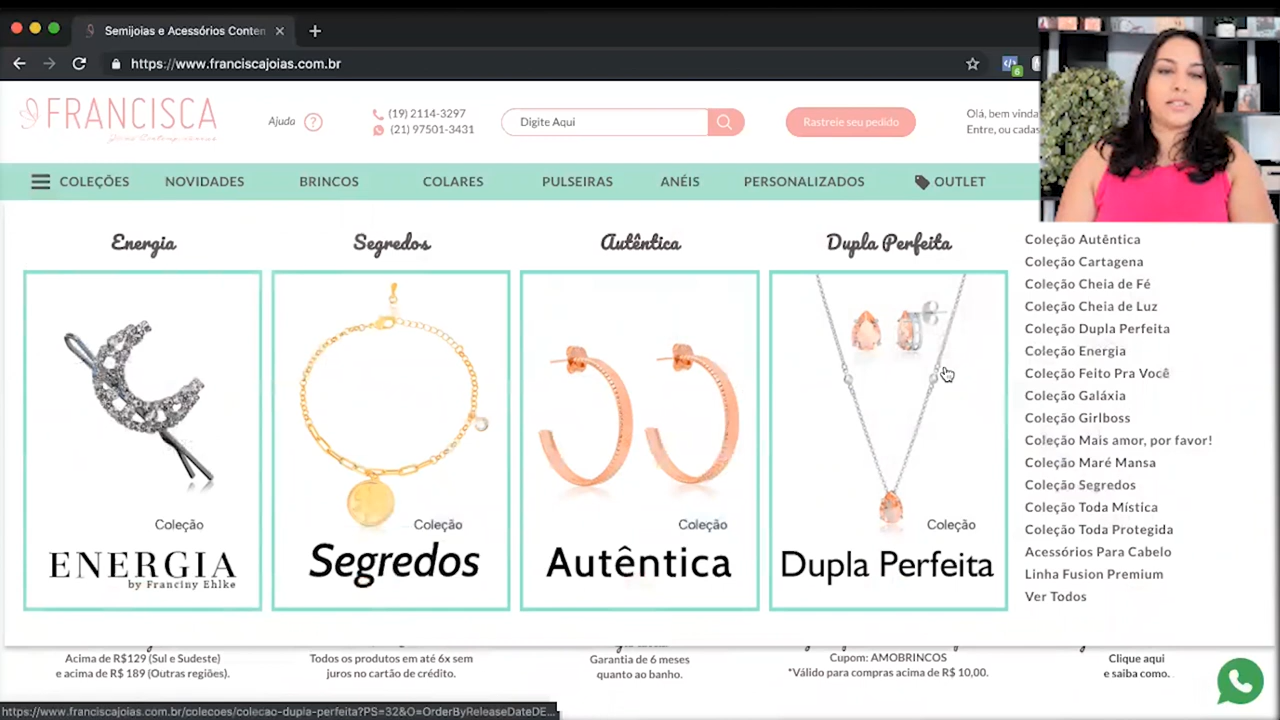 Semijoias e Acessórios Conten
https://www.franciscajoias.com.br
6
FRANCISCA
Ajuda ?
(19) 2114-3297
(21) 97501-3431
Digite Aqui
Rastreie seu pedido
Olá, bem vinda
Entre, ou cadas
COLEÇÕES NOVIDADES BRINCOS COLARES PULSEIRAS ANÉIS PERSONALIZADOS OUTLET
Energia
Segredos
Autêntica
Dupla Perfeita
Coleção
ENERGIA
by Franciny Ehlke
Coleção
Segredos
Coleção
Autêntica
Coleção
Dupla Perfeita
Coleção Autêntica
Coleção Cartagena
Coleção Cheia de Fé
Coleção Cheia de Luz
Coleção Dupla Perfeita
Coleção Energia
Coleção Feito Pra Você
Coleção Galáxia
Coleção Girlboss
Coleção Mais amor, por favor!
Coleção Maré Mansa
Coleção Segredos
Coleção Toda Mística
Coleção Toda Protegida
Acessórios Para Cabelo
Linha Fusion Premium
Ver Todos
Acima de R$129 (Sul e Sudeste)
e acima de R$ 189 (Outras regiões).
Todos os produtos em até 6x sem
juros no cartão de crédito.
Garantia de 6 meses
quanto ao banho.
Cupom: AMOBRINCOS
*Válido para compras acima de R$ 10,00.
Clique aqui
e saiba como.
https://www.franciscajoias.com.br/colecoes/colecao-dupla-perfeita?PS=32&O=OrderByReleaseDateDE...